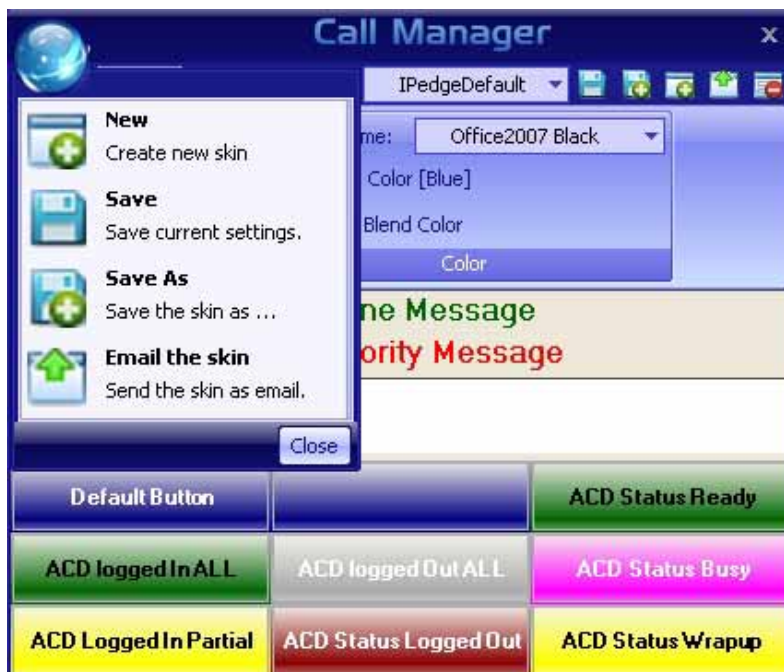 Call Manager
x
IPedgeDefault
New
Create new skin
Save
Save current settings.
Save As
Save the skin as ...
Email the skin
Send the skin as email.
Close
me:
Office2007 Black
Color [Blue]
Blend Color
Color
ne Message
ority Message
Default Button
ACD Status Ready
ACD logged In ALL
ACD logged Out ALL
ACD Status Busy
ACD Logged In Partial
ACD Status Logged Out
ACD Status Wrapup